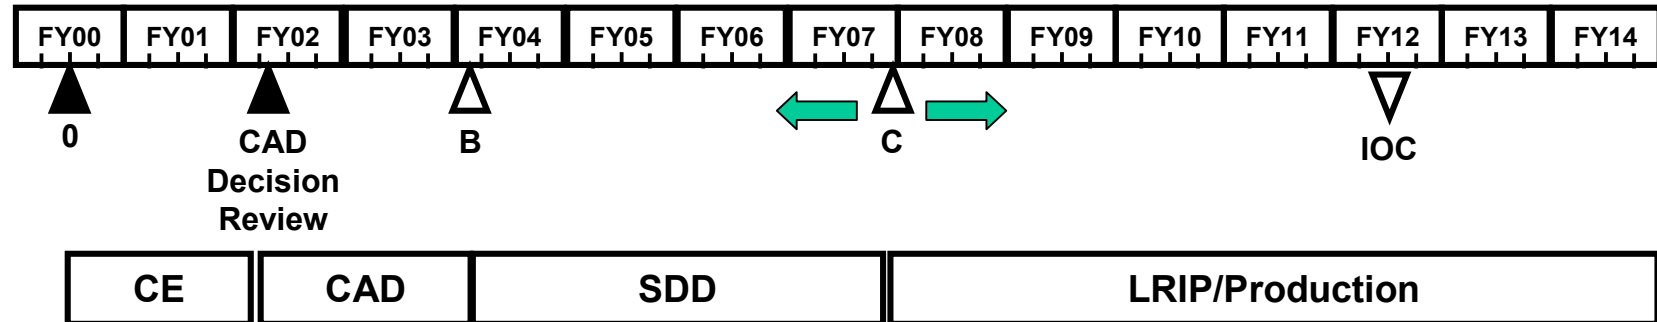 FY00 FY01 FY02 FY03 FY04 FY05 FY06 FY07 FY08 FY09 FY10 FY11 FY12 FY13 FY14
0
CAD
Decision
Review
B
C
IOC
CE CAD SDD LRIP/Production